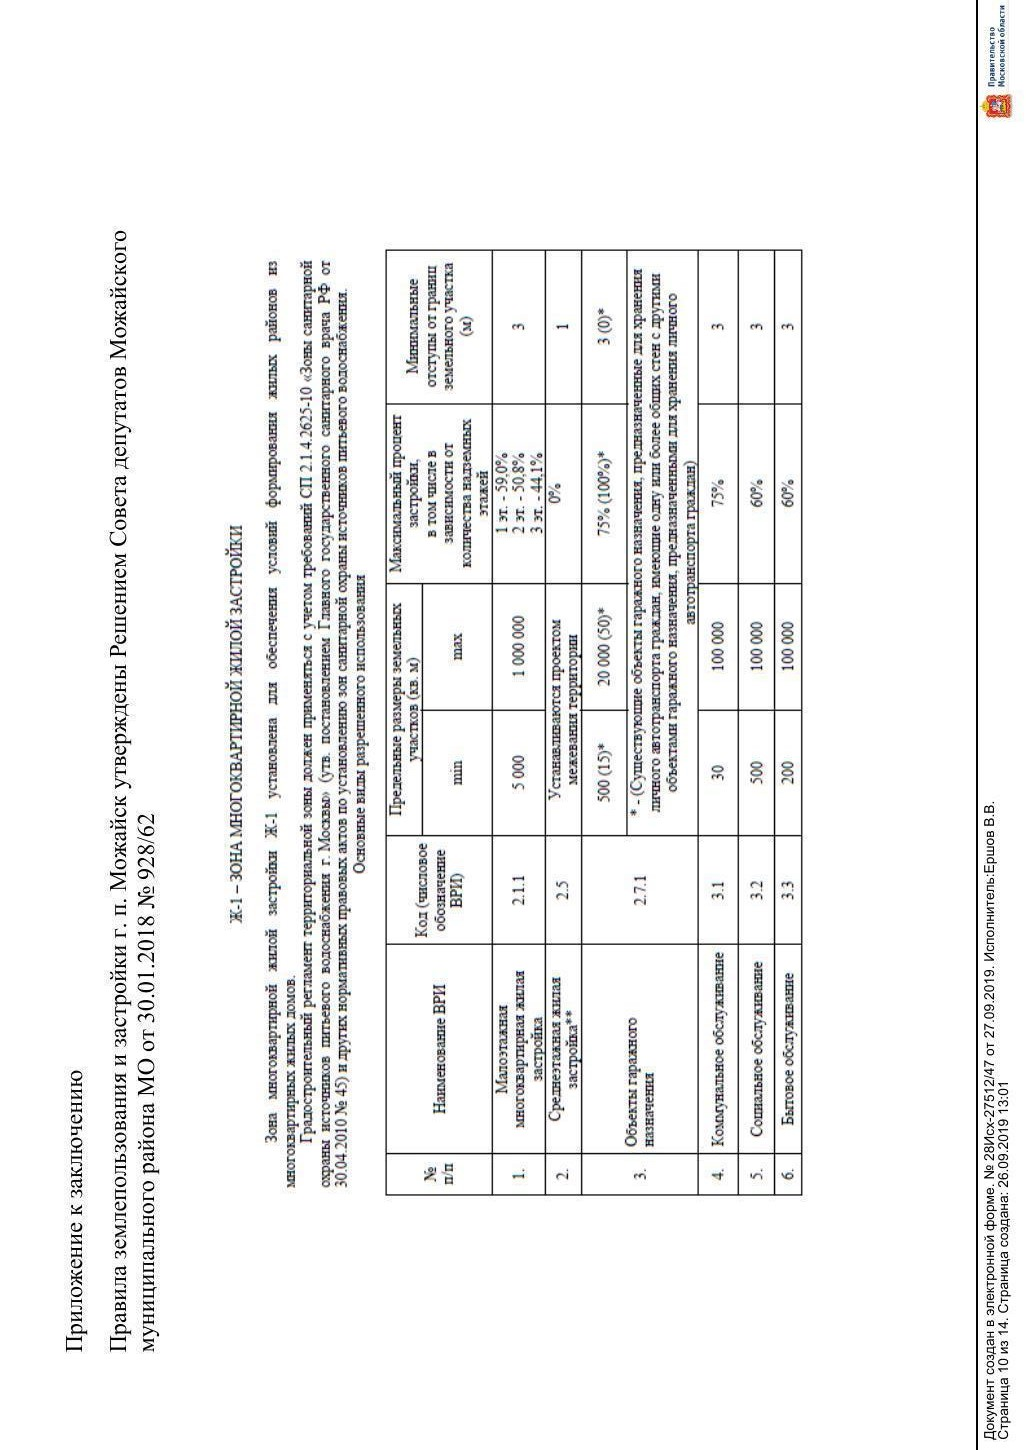 Приложение к заключению
Правила землепользования и застройки г. п. Можайск утверждены Решением Совета депутатов Можайского
муниципального района МО от 30.01.2018 № 928/62
Ж-1 – ЗОНА МНОГОКВАРТИРНОЙ ЖИЛОЙ ЗАСТРОЙКИ
Зона многоквартирной жилой застройки Ж-1 установлена для обеспечения условий формирования жилых районов из
многоквартирных жилых домов.
Градостроительный регламент территориальной зоны должен применяться с учетом требований СП 2.1.4.2625-10 «Зоны санитарной
охраны источников питьевого водоснабжения г. Москвы» (утв. постановлением Главного государственного санитарного врача РФ от
30.04.2010 № 45) и других нормативных правовых актов по установлению зон санитарной охраны источников питьевого водоснабжения.
Основные виды разрешенного использования
№ п/п
Наименование ВРИ
Код (числовое обозначение ВРИ)
Предельные размеры земельных участков (кв. м)
min
max
Максимальный процент застройки, в том числе в зависимости от количества надземных этажей
Минимальные отступы от границ земельного участка (м)
1.
Малоэтажная многоквартирная жилая застройка
2.1.1
5 000
1 000 000
1 эт. - 59,0%
2 эт. - 50,8%
3 эт. - 44,1%
3
2.
Среднеэтажная жилая застройка**
2.5
Устанавливаются проектом межевания территории
0%
1
3.
Объекты гаражного назначения
2.7.1
500 (15)*
20 000 (50)*
75% (100%)*
3 (0)*
* - (Существующие объекты гаражного назначения, предназначенные для хранения
личного автотранспорта граждан, имеющие одну или более общих стен с другими
объектами гаражного назначения, предназначенными для хранения личного
автотранспорта граждан)
4.
Коммунальное обслуживание
3.1
30
100 000
75%
3
5.
Социальное обслуживание
3.2
500
100 000
60%
3
6.
Бытовое обслуживание
3.3
200
100 000
60%
3
Документ создан в электронной форме. № 28Исх-27512/47 от 27.09.2019. Исполнитель:Ершов В.В.
Страница 10 из 14. Страница создана: 26.09.2019 13:01
Правительство
Московской области